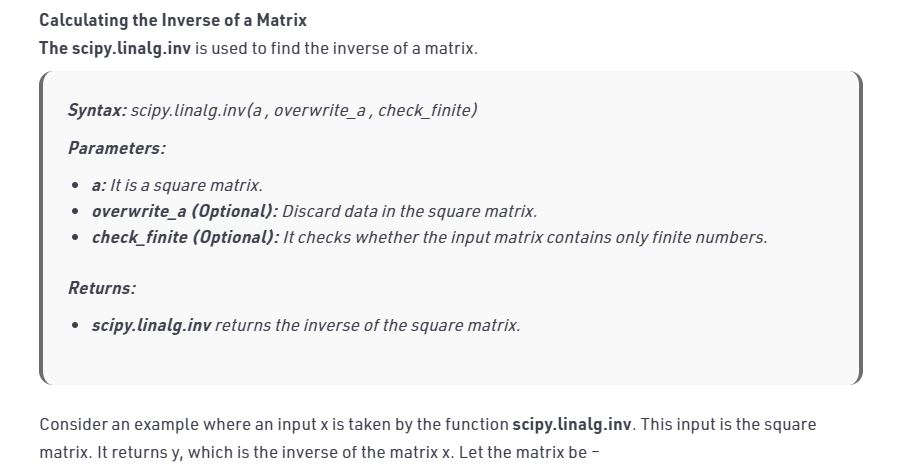 Calculating the Inverse of a Matrix
The scipy.linalg.inv is used to find the inverse of a matrix.
Syntax: scipy.linalg.inv(a , overwrite_a , check_finite)
Parameters:
• a: It is a square matrix.
• overwrite_a (Optional): Discard data in the square matrix.
• check_finite (Optional): It checks whether the input matrix contains only finite numbers.
Returns:
• scipy.linalg.inv returns the inverse of the square matrix.
Consider an example where an input x is taken by the function scipy.linalg.inv. This input is the square
matrix. It returns y, which is the inverse of the matrix x. Let the matrix be –